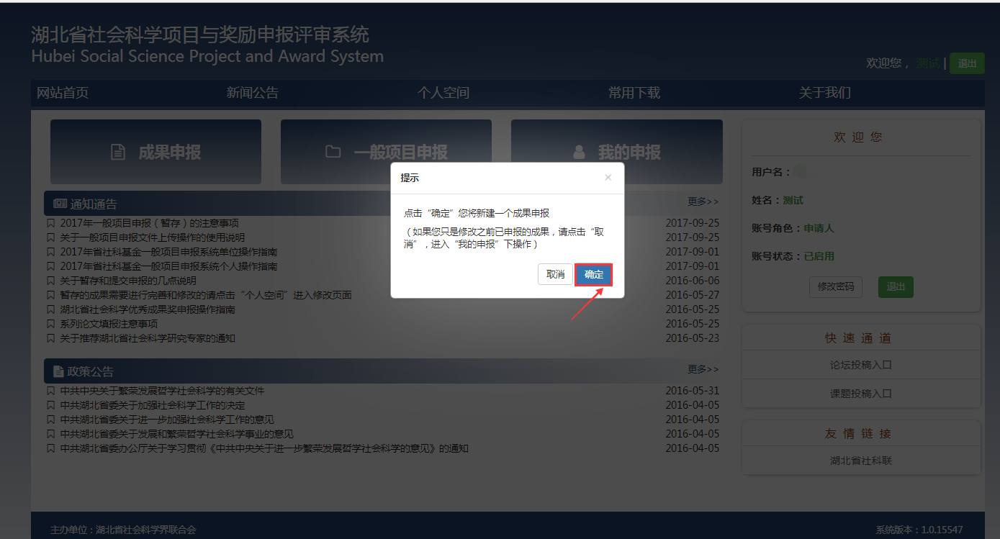 湖北省社会科学项目与奖励申报评审系统
Hubei Social Science Project and Award System
欢迎您， 测试 | 退出
网站首页 新闻公告 个人空间 常用下载 关于我们
成果申报 一般项目申报 我的申报
通知通告 更多>>
2017年一般项目申报（暂存）的注意事项 2017-09-25
关于一般项目申报文件上传操作的使用说明 2017-09-25
2017年省社科基金一般项目申报系统单位操作指南 2017-09-01
2017年省社科基金一般项目申报系统个人操作指南 2017-09-01
关于暂存和提交申报的几点说明 2016-06-06
暂存的成果需要进行完善和修改的请点击“个人空间”进入修改页面 2016-05-27
湖北省社会科学优秀成果奖申报操作指南 2016-05-25
系列论文填报注意事项 2016-05-25
关于推荐湖北省社会科学研究专家的通知 2016-05-23
政策公告 更多>>
中共中央关于繁荣发展哲学社会科学的有关文件 2016-05-31
中共湖北省委关于加强社会科学工作的决定 2016-04-05
中共湖北省委关于进一步加强社会科学工作的意见 2016-04-05
中共湖北省委关于发展和繁荣哲学社会科学事业的意见 2016-04-05
中共湖北省委办公厅关于学习贯彻《中共中央关于进一步繁荣发展哲学社会科学的意见》的通知 2016-04-05
提示 ×
点击“确定”您将新建一个成果申报
（如果您只是修改之前已申报的成果，请点击“取
消”，进入“我的申报”下操作）
取消 确定
欢 迎 您
用户名：
姓名：测试
账号角色：申请人
账号状态：已启用
修改密码 退出
快 速 通 道
论坛投稿入口
课题投稿入口
友 情 链 接
湖北省社科联
主办单位：湖北省社会科学界联合会 系统版本：1.0.15547